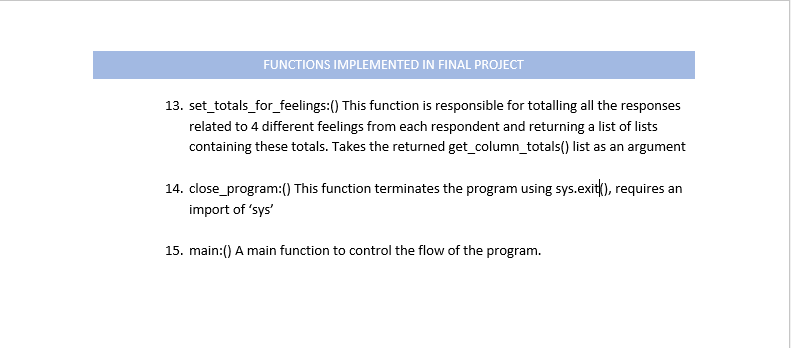 FUNCTIONS IMPLEMENTED IN FINAL PROJECT
13. set_totals_for_feelings:() This function is responsible for totalling all the responses
related to 4 different feelings from each respondent and returning a list of lists
containing these totals. Takes the returned get_column_totals() list as an argument
14. close_program:() This function terminates the program using sys.exit(), requires an
import of ‘sys’
15. main:() A main function to control the flow of the program.